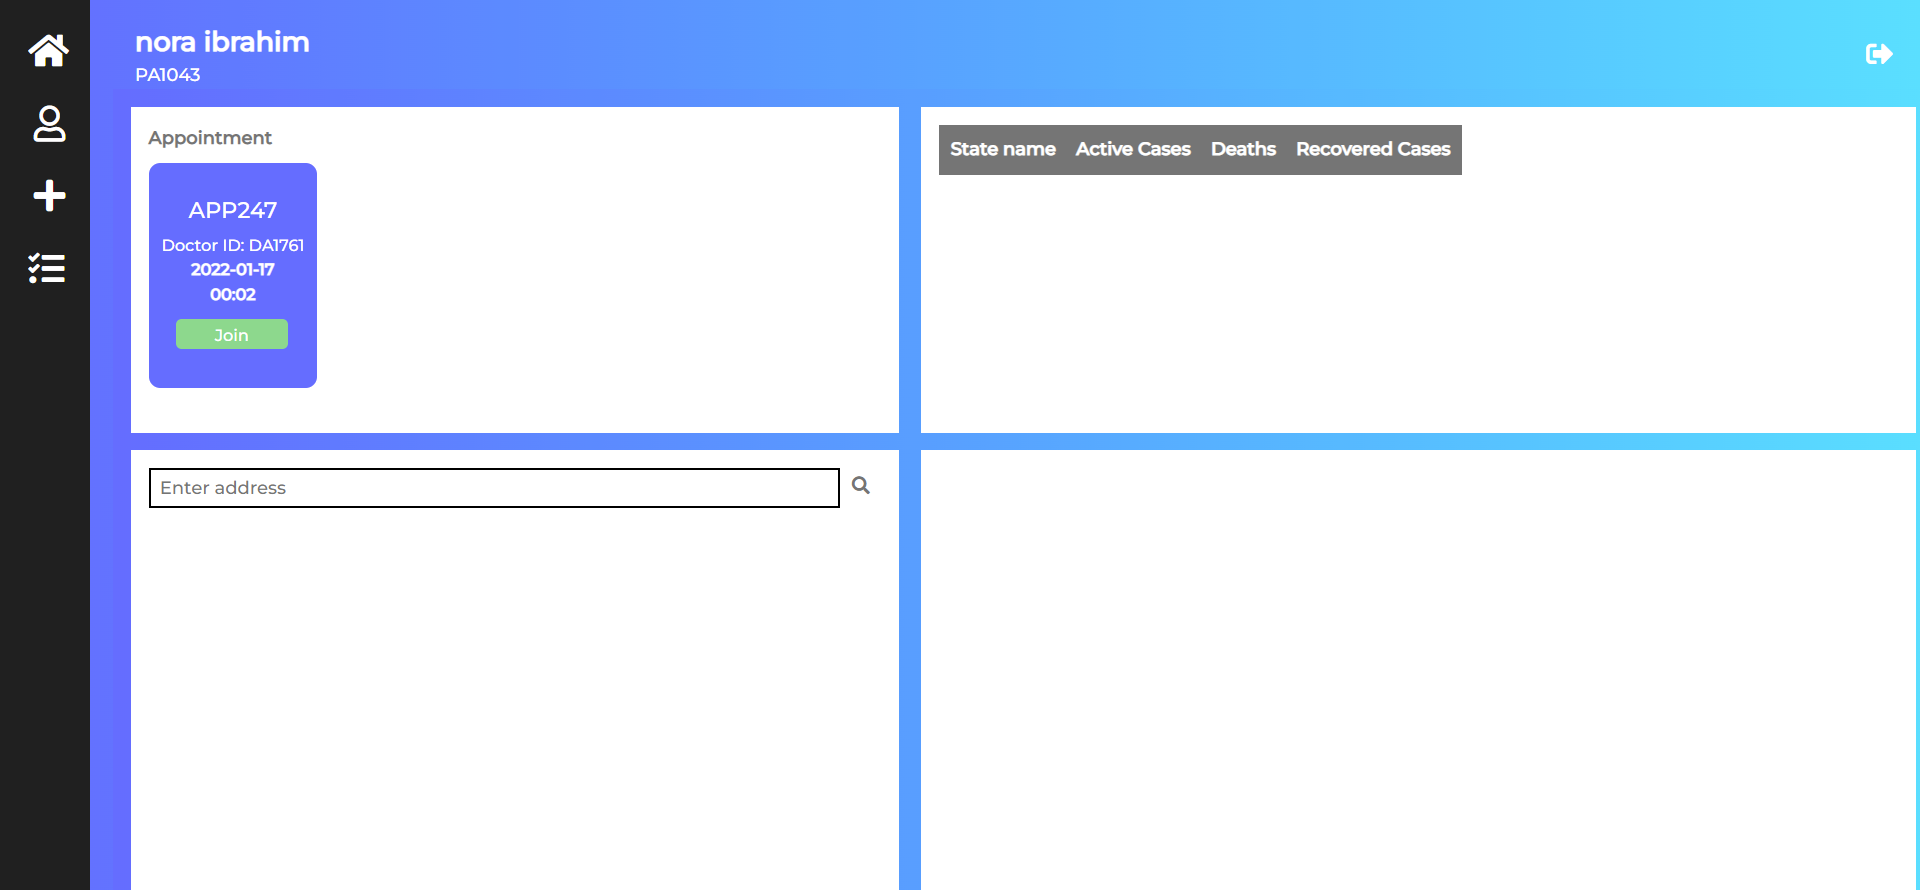 nora ibrahim
PA1043
Appointment
APP247
Doctor ID: DA1761
2022-01-17
00:02
Join
State name Active Cases Deaths Recovered Cases
Enter address